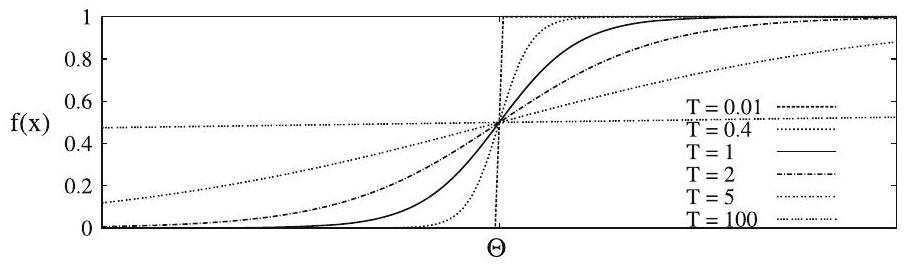 1
0.8
0.6
0.4
0.2
0
f(x)
Θ
T = 0.01
T = 0.4
T = 1
T = 2
T = 5
T = 100